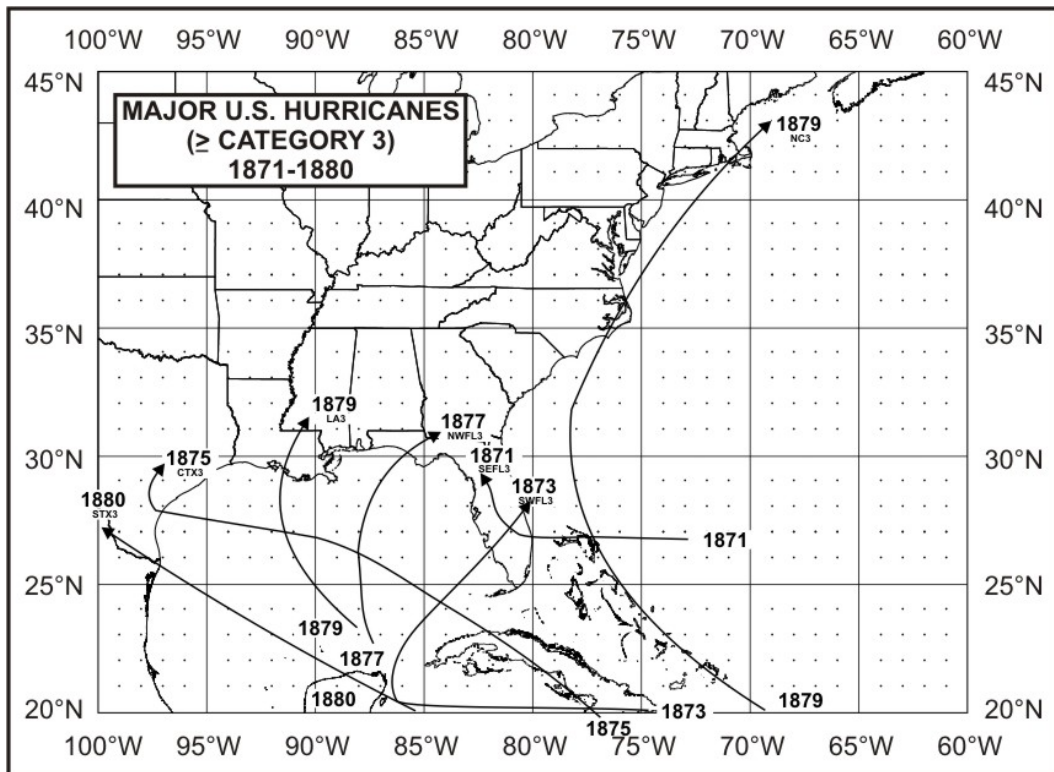 100°W 95°W 90°W 85°W 80°W 75°W 70°W 65°W 60°W
45°N 45°N
MAJOR U.S. HURRICANES
(≥ CATEGORY 3)
1871-1880
1879
NC3
40°N 40°N
35°N 35°N
1879
LA3
1877
NWFL3
30°N 30°N
1875
CTX3
1871
SEFL3
1873
SWFL3
1880
STX3
1871
25°N 25°N
1879
1877
1880
1873
1879
1875
20°N 20°N
100°W 95°W 90°W 85°W 80°W 75°W 70°W 65°W 60°W